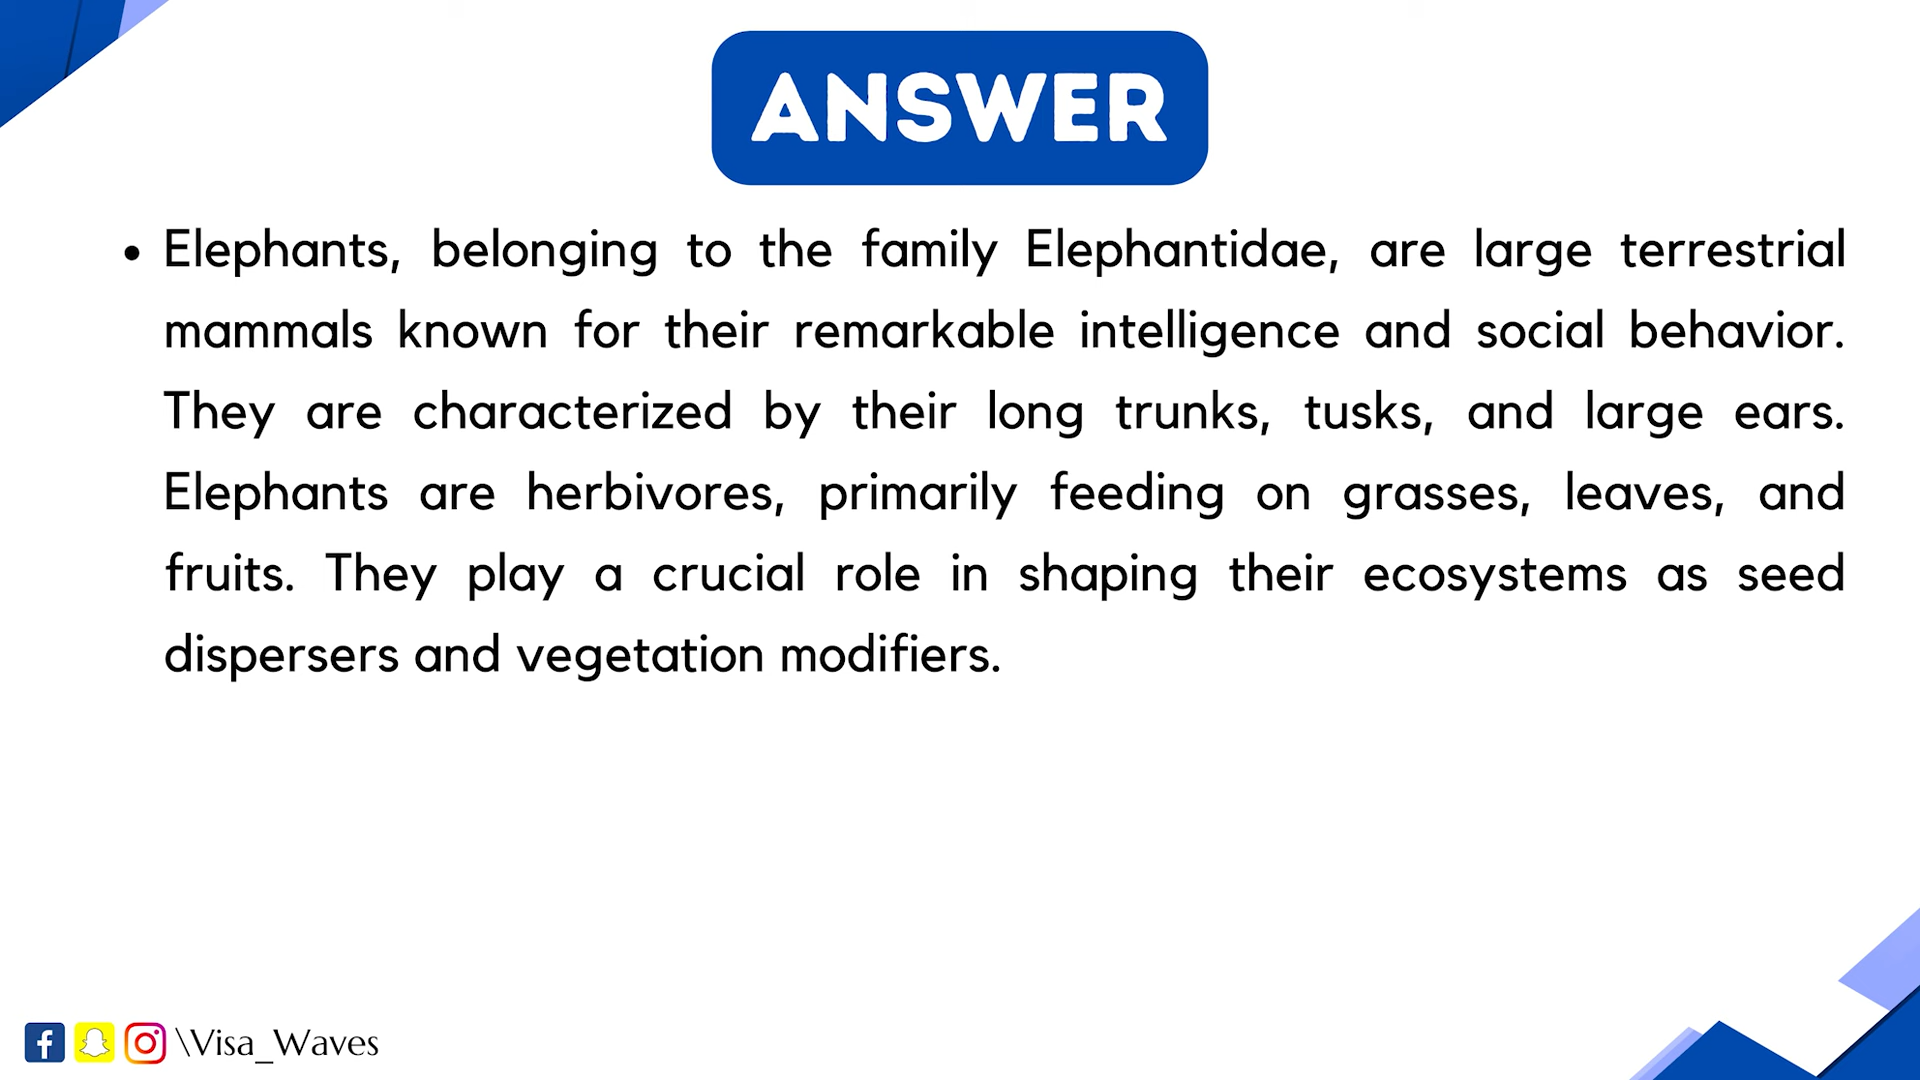 ANSWER
• Elephants, belonging to the family Elephantidae, are large terrestrial
mammals known for their remarkable intelligence and social behavior.
They are characterized by their long trunks, tusks, and large ears.
Elephants are herbivores, primarily feeding on grasses, leaves, and
fruits. They play a crucial role in shaping their ecosystems as seed
dispersers and vegetation modifiers.
\Visa_Waves